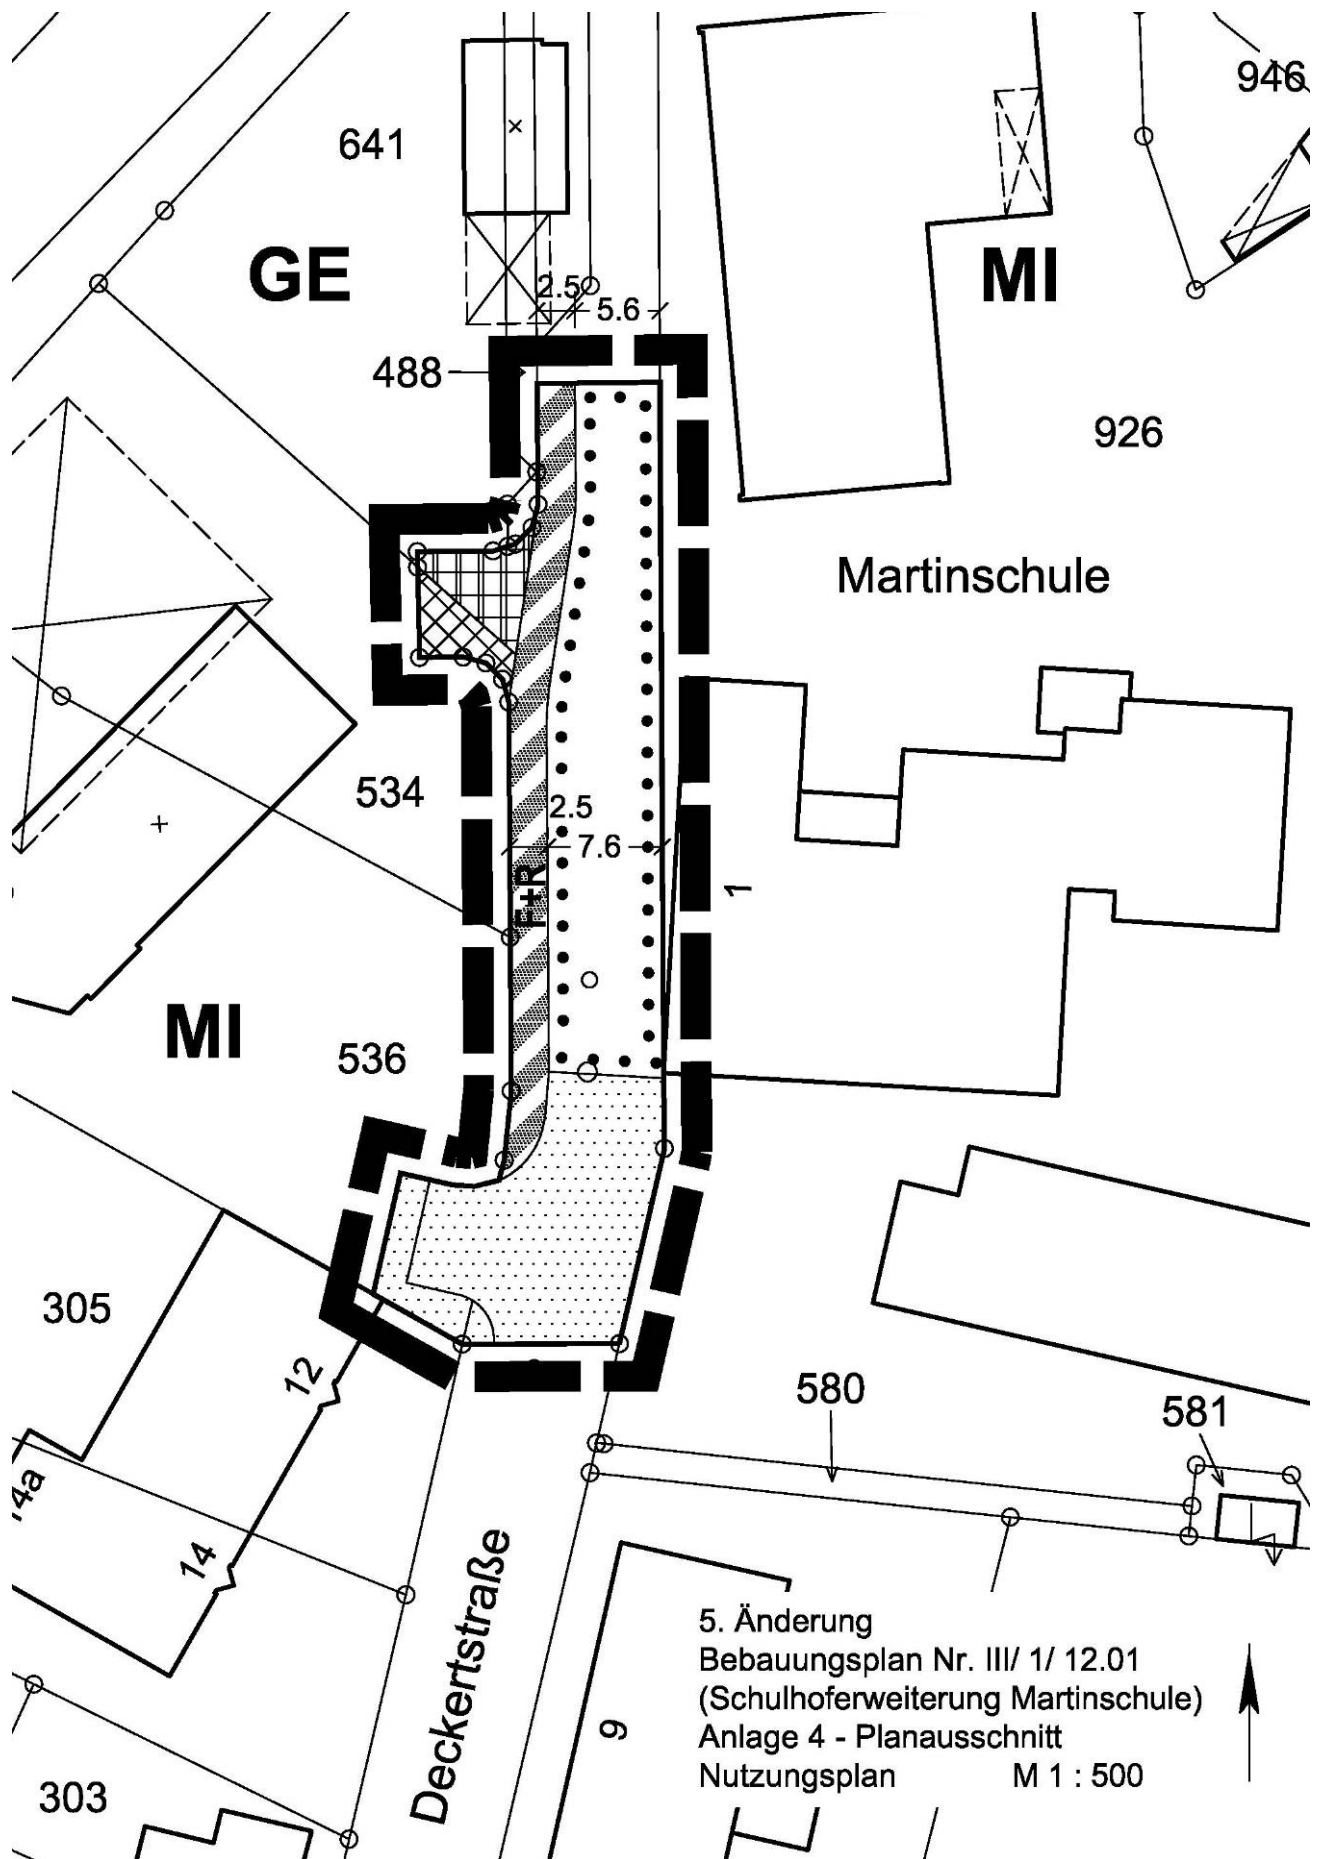 946
641
GE
MI
2.5
5.6
488
926
Martinschule
534
2.5
7.6
F+R
1
MI
536
305
12
580
581
14a
14
Deckertstraße
9
303
5. Änderung
Bebauungsplan Nr. III/ 1/ 12.01
(Schulhoferweiterung Martinschule)
Anlage 4 - Planausschnitt
Nutzungsplan M 1 : 500